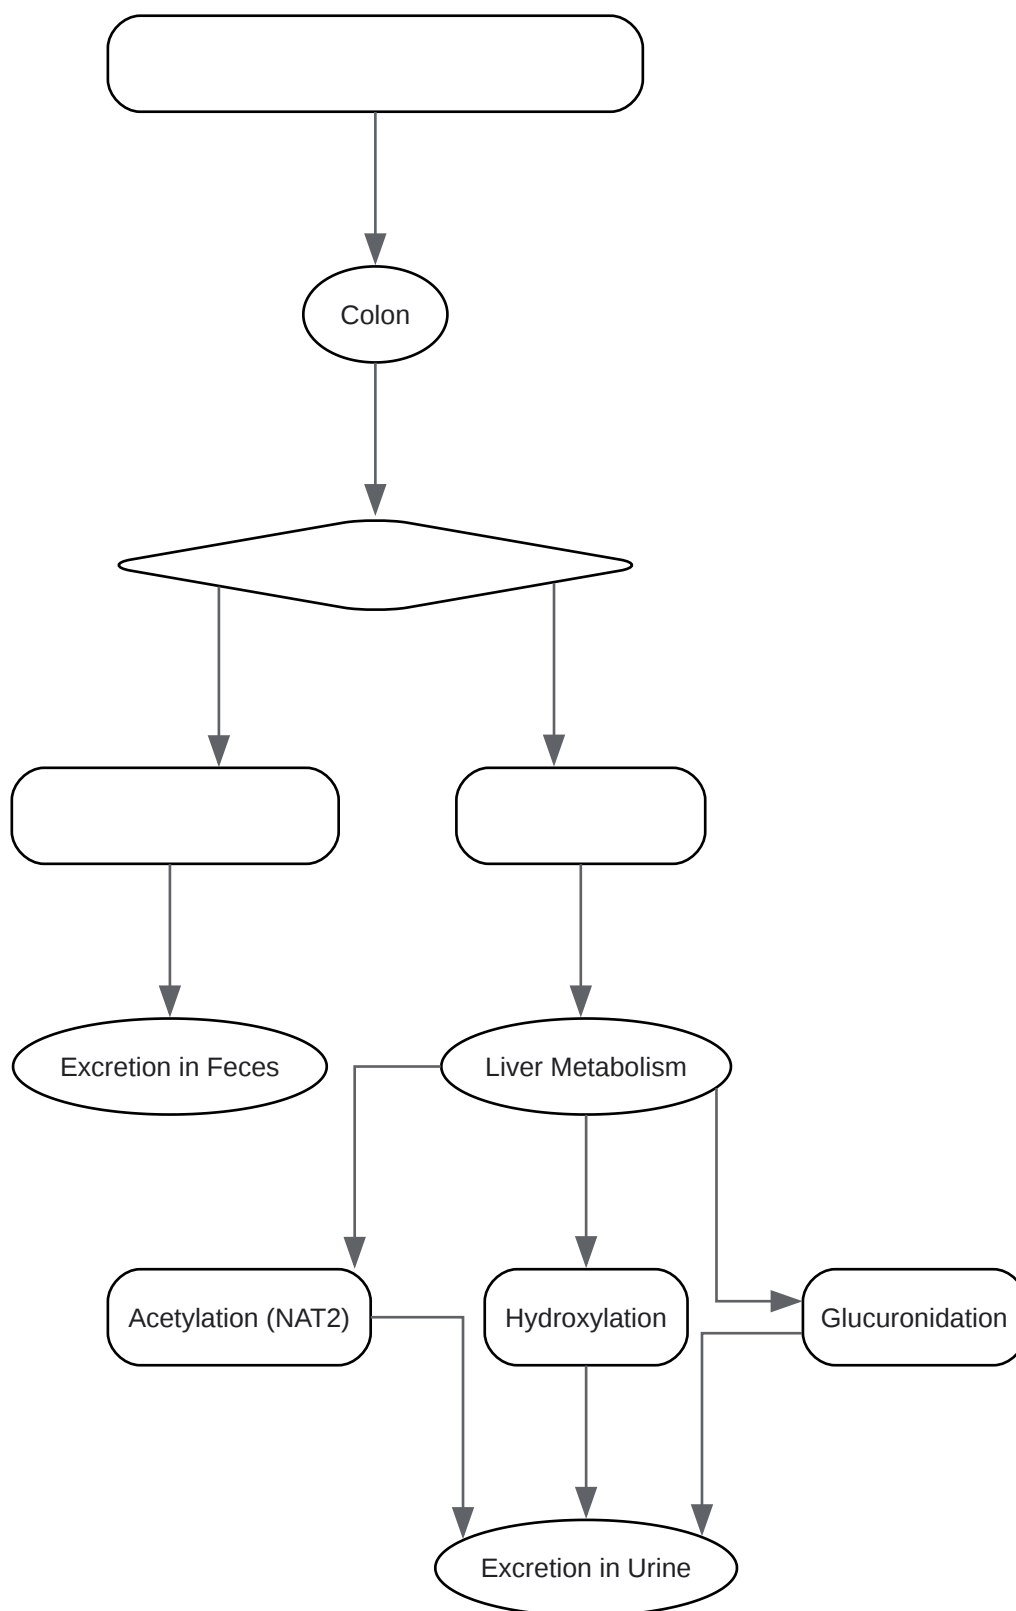 Colon
Excretion in Feces
Liver Metabolism
Acetylation (NAT2)
Hydroxylation
Glucuronidation
Excretion in Urine